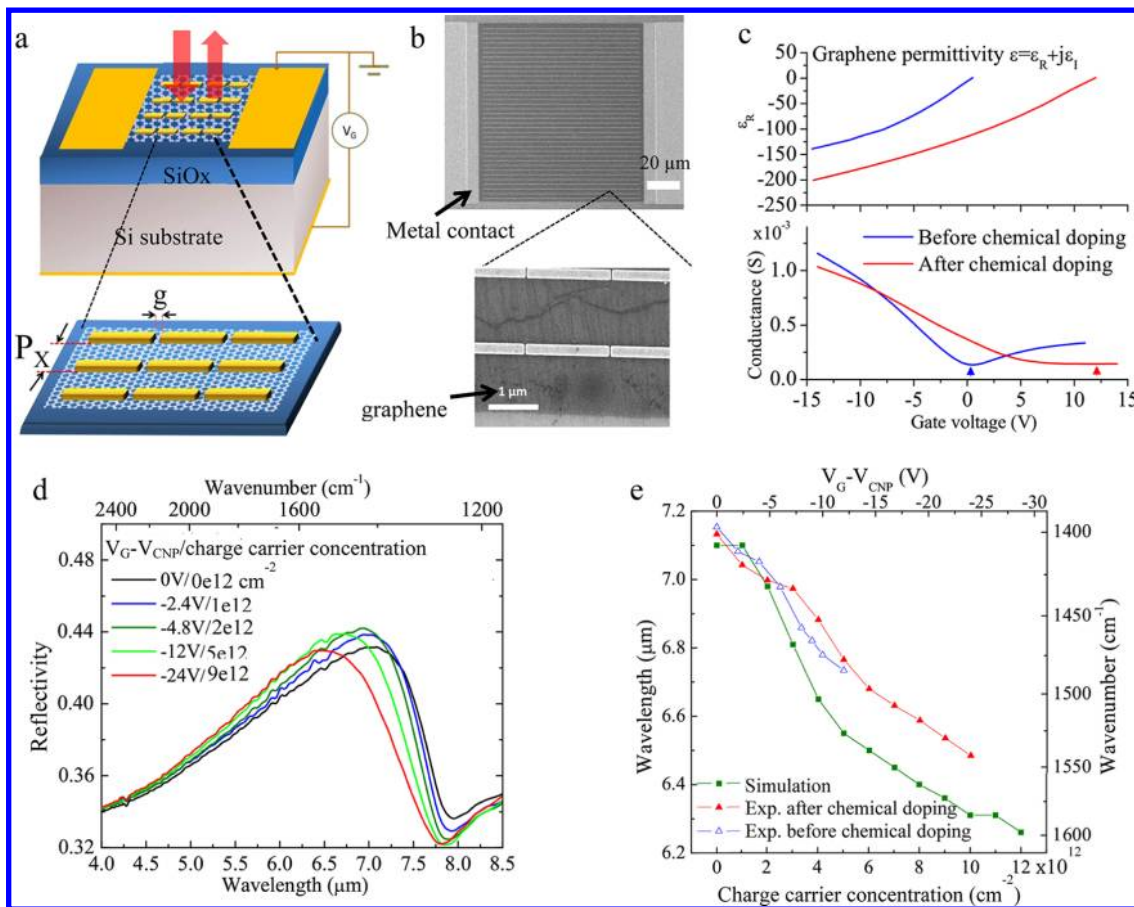 a
V_G
SiOx
Si substrate
g
P_X
b
20 µm
Metal contact
graphene
1 µm
c
Graphene permittivity ε=ε_R+jε_I
50
0
-50
-100
-150
-200
-250
ε_R
x10^-3
1.0
0.5
0.0
Conductance (S)
Before chemical doping
After chemical doping
-15 -10 -5 0 5 10 15
Gate voltage (V)
d
Wavenumber (cm^-1)
2400 2000 1600 1200
V_G-V_CNP/charge carrier concentration
0V/0e12 cm^-2
-2.4V/1e12
-4.8V/2e12
-12V/5e12
-24V/9e12
0.48
0.44
0.40
0.36
0.32
Reflectivity
4.0 4.5 5.0 5.5 6.0 6.5 7.0 7.5 8.0 8.5
Wavelength (µm)
e
V_G-V_CNP (V)
0 -5 -10 -15 -20 -25 -30
7.2
7.0
6.8
6.6
6.4
6.2
Wavelength (µm)
1400
1450
1500
1550
1600
Wavenumber (cm^-1)
Simulation
Exp. after chemical doping
Exp. before chemical doping
0 2 4 6 8 10 12 x10^12
Charge carrier concentration (cm^-2)